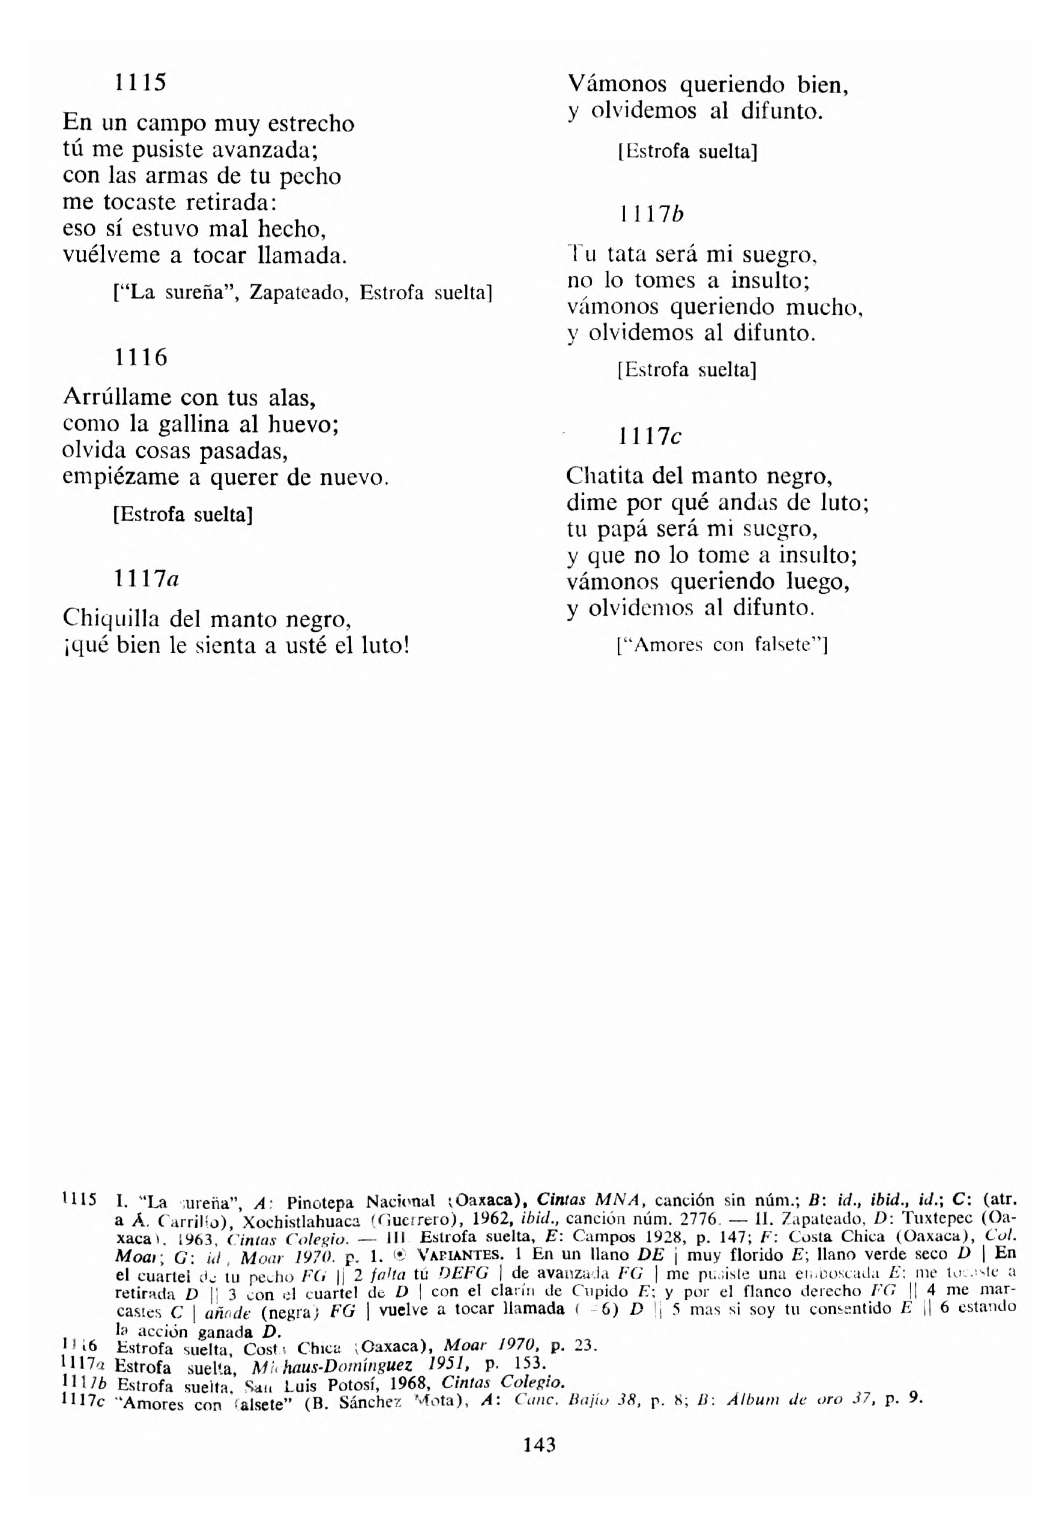 1115
En un campo muy estrecho
tú me pusiste avanzada;
con las armas de tu pecho
me tocaste retirada:
eso sí estuvo mal hecho,
vuélveme a tocar llamada.
[“La sureña”, Zapateado, Estrofa suelta]
1116
Arrúllame con tus alas,
como la gallina al huevo;
olvida cosas pasadas,
empiézame a querer de nuevo.
[Estrofa suelta]
1117a
Chiquilla del manto negro,
¡qué bien le sienta a usté el luto!
Vámonos queriendo bien,
y olvidemos al difunto.
[Estrofa suelta]
1117b
Tu tata será mi suegro,
no lo tomes a insulto;
vámonos queriendo mucho,
y olvidemos al difunto.
[Estrofa suelta]
1117c
Chatita del manto negro,
dime por qué andas de luto;
tu papá será mi suegro,
y que no lo tome a insulto;
vámonos queriendo luego,
y olvidemos al difunto.
[“Amores con falsete”]
1115 I. “La sureña”, A: Pinotepa Nacional (Oaxaca), Cintas MNA, canción sin núm.; B: id., ibid., id.; C: (atr.
a Á. Carrillo), Xochistlahuaca (Guerrero), 1962, ibid., canción núm. 2776. — II. Zapateado, D: Tuxtepec (Oa-
xaca). 1963, Cintas Colegio. — III Estrofa suelta, E: Campos 1928, p. 147; F: Costa Chica (Oaxaca), Col.
Moar; G: id., Moar 1970. p. 1. VARIANTES. 1 En un llano DE | muy florido E; llano verde seco D | En
el cuartel de tu pecho FG || 2 falta tú DEFG | de avanzada FG | me pusiste una emboscada E; me tocaste a
retirada D || 3 con el cuartel de D | con el clarín de Cupido E; y por el flanco derecho FG || 4 me mar-
castes C | añade (negra) FG | vuelve a tocar llamada (=6) D || 5 mas si soy tu consentido E || 6 estando
la acción ganada D.
1116 Estrofa suelta, Costa Chica (Oaxaca), Moar 1970, p. 23.
1117a Estrofa suelta, Michaus-Domínguez 1951, p. 153.
1117b Estrofa suelta, San Luis Potosí, 1968, Cintas Colegio.
1117c “Amores con falsete” (B. Sánchez Mota), A: Canc. Bajío 38, p. 8; B: Álbum de oro 37, p. 9.
143